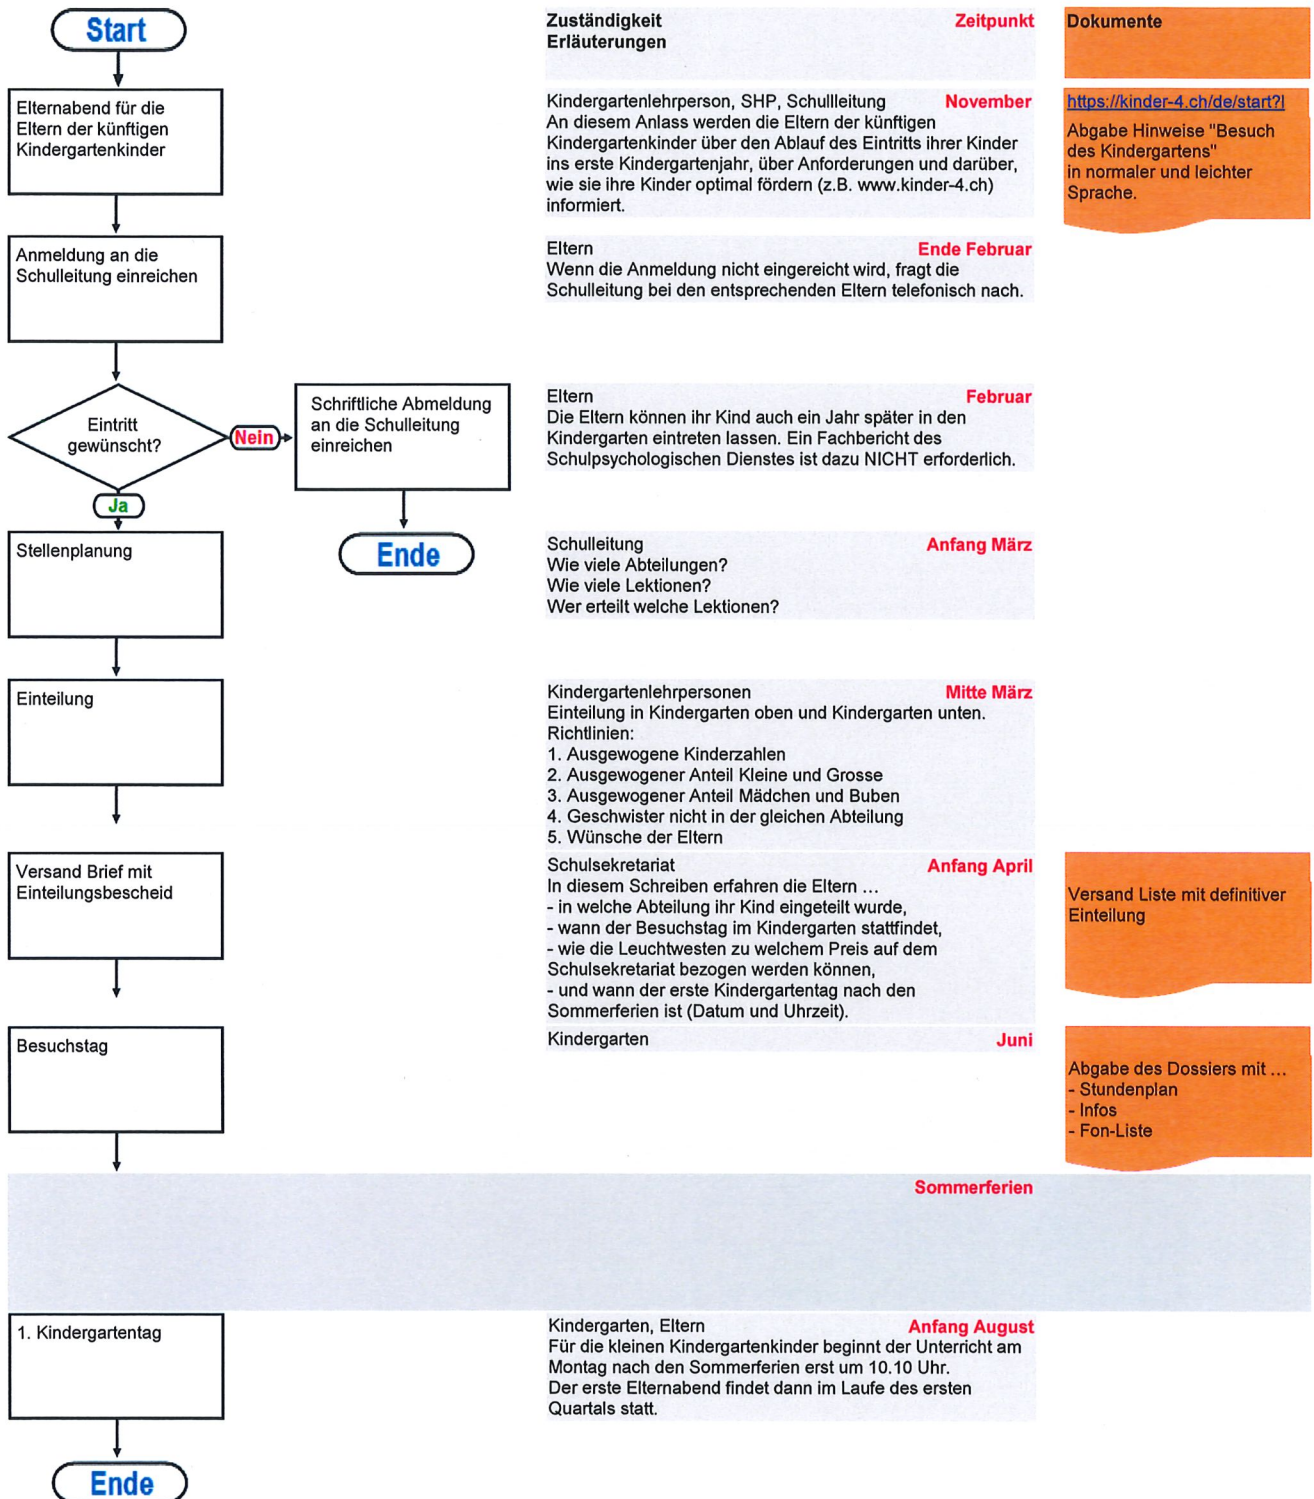 Start
Zuständigkeit Zeitpunkt
Erläuterungen
Dokumente
Elternabend für die
Eltern der künftigen
Kindergartenkinder
Kindergartenlehrperson, SHP, Schullleitung November
An diesem Anlass werden die Eltern der künftigen
Kindergartenkinder über den Ablauf des Eintritts ihrer Kinder
ins erste Kindergartenjahr, über Anforderungen und darüber,
wie sie ihre Kinder optimal fördern (z.B. www.kinder-4.ch)
informiert.
https://kinder-4.ch/de/start?l
Abgabe Hinweise "Besuch
des Kindergartens"
in normaler und leichter
Sprache.
Anmeldung an die
Schulleitung einreichen
Eltern Ende Februar
Wenn die Anmeldung nicht eingereicht wird, fragt die
Schulleitung bei den entsprechenden Eltern telefonisch nach.
Eintritt
gewünscht?
Nein
Ja
Schriftliche Abmeldung
an die Schulleitung
einreichen
Eltern Februar
Die Eltern können ihr Kind auch ein Jahr später in den
Kindergarten eintreten lassen. Ein Fachbericht des
Schulpsychologischen Dienstes ist dazu NICHT erforderlich.
Ende
Stellenplanung
Schulleitung Anfang März
Wie viele Abteilungen?
Wie viele Lektionen?
Wer erteilt welche Lektionen?
Einteilung
Kindergartenlehrpersonen Mitte März
Einteilung in Kindergarten oben und Kindergarten unten.
Richtlinien:
1. Ausgewogene Kinderzahlen
2. Ausgewogener Anteil Kleine und Grosse
3. Ausgewogener Anteil Mädchen und Buben
4. Geschwister nicht in der gleichen Abteilung
5. Wünsche der Eltern
Versand Brief mit
Einteilungsbescheid
Schulsekretariat Anfang April
In diesem Schreiben erfahren die Eltern …
- in welche Abteilung ihr Kind eingeteilt wurde,
- wann der Besuchstag im Kindergarten stattfindet,
- wie die Leuchtwesten zu welchem Preis auf dem
Schulsekretariat bezogen werden können,
- und wann der erste Kindergartentag nach den
Sommerferien ist (Datum und Uhrzeit).
Versand Liste mit definitiver
Einteilung
Besuchstag
Kindergarten Juni
Abgabe des Dossiers mit …
- Stundenplan
- Infos
- Fon-Liste
Sommerferien
1. Kindergartentag
Kindergarten, Eltern Anfang August
Für die kleinen Kindergartenkinder beginnt der Unterricht am
Montag nach den Sommerferien erst um 10.10 Uhr.
Der erste Elternabend findet dann im Laufe des ersten
Quartals statt.
Ende